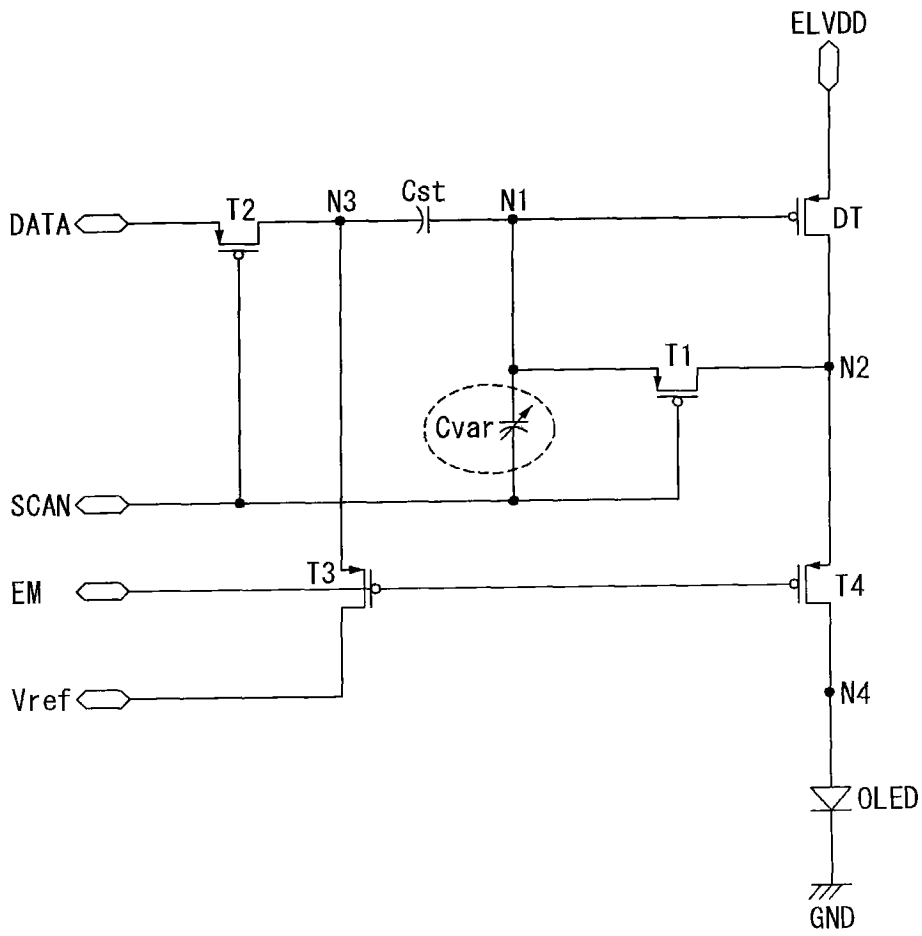 ELVDD
DATA
T2
N3
Cst
N1
DT
T1
N2
Cvar
SCAN
EM
T3
T4
Vref
N4
OLED
GND